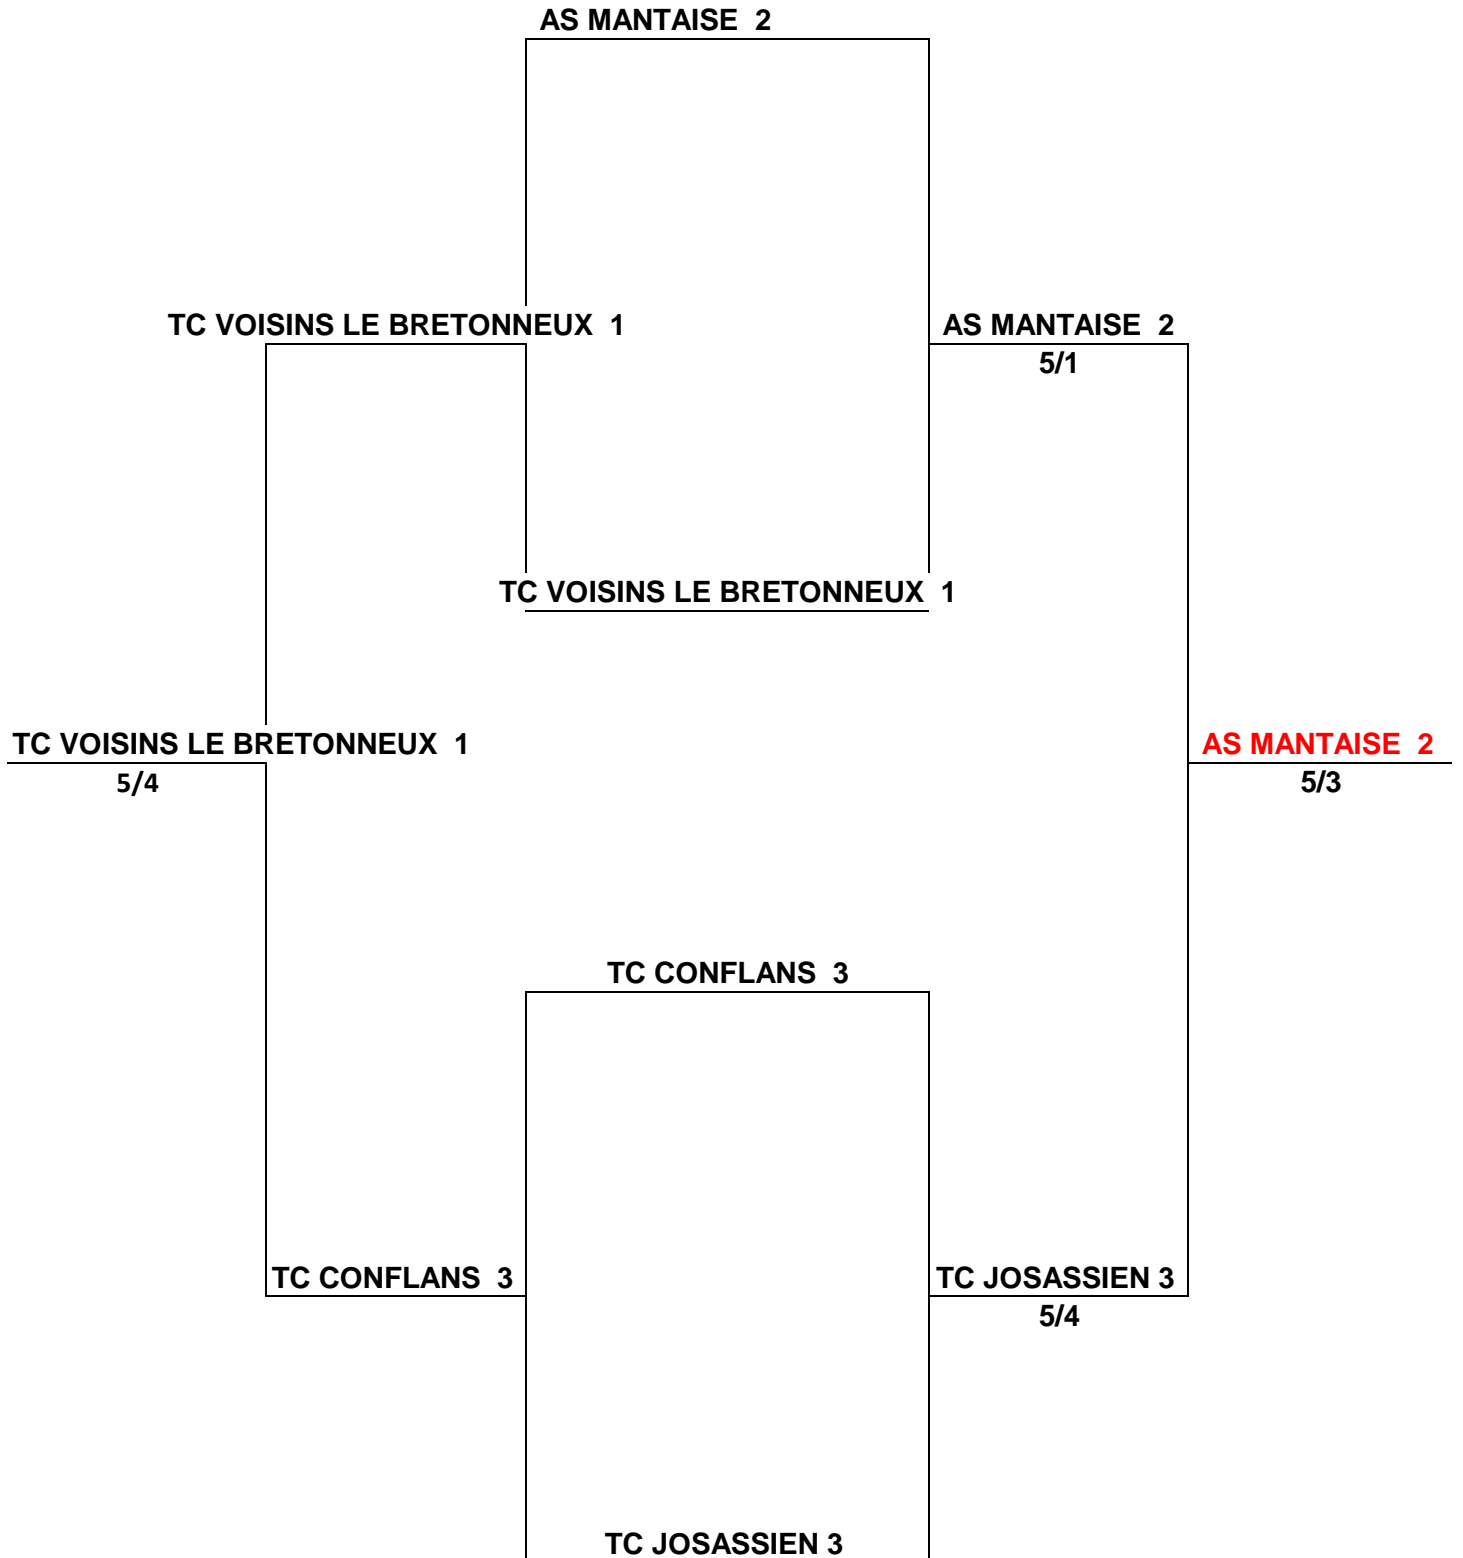 AS MANTAISE  2
TC VOISINS LE BRETONNEUX  1
AS MANTAISE  2
5/1
TC VOISINS LE BRETONNEUX  1
TC VOISINS LE BRETONNEUX  1
AS MANTAISE  2
5/4
5/3
TC CONFLANS  3
TC CONFLANS  3
TC JOSASSIEN 3
5/4
TC JOSASSIEN 3